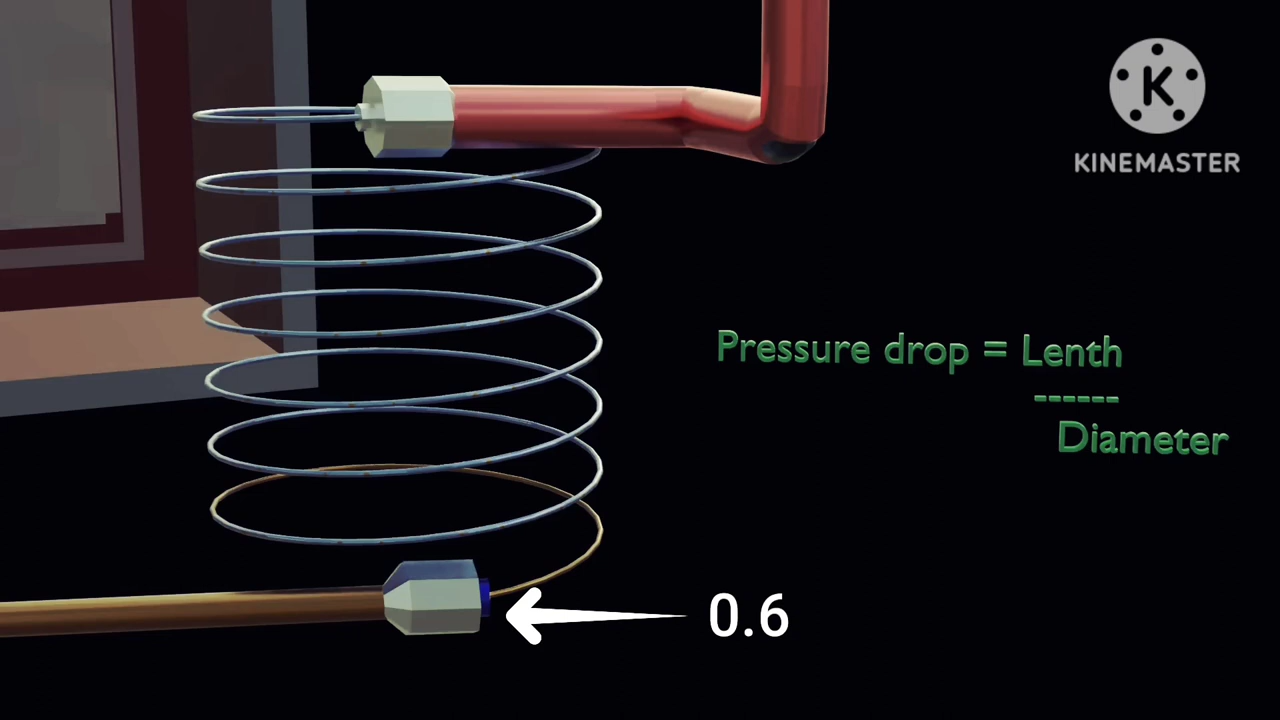 KINEMASTER
Pressure drop = Lenth
------
Diameter
0.6